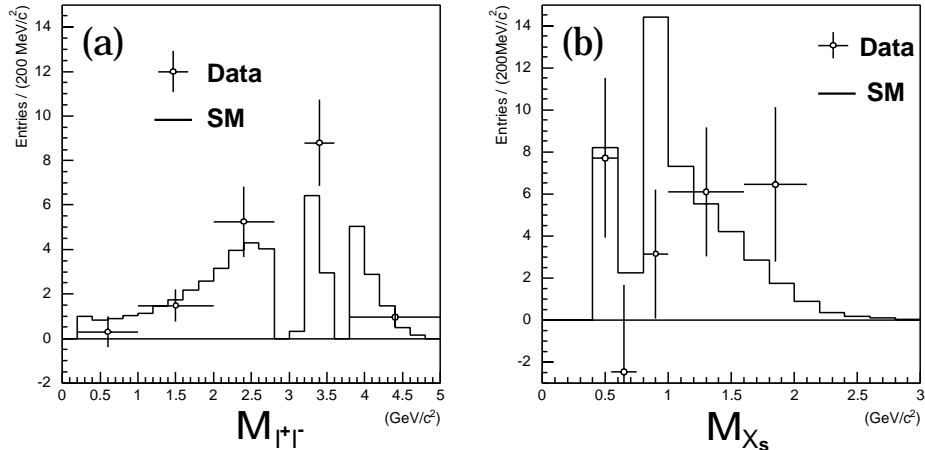 (a)
Data
SM
Entries / (200 MeV/c²)
14
12
10
8
6
4
2
0
-2
0 0.5 1 1.5 2 2.5 3 3.5 4 4.5 5
M l⁺l⁻
(GeV/c²)
(b)
Data
SM
Entries / (200MeV/c²)
14
12
10
8
6
4
2
0
-2
0 0.5 1 1.5 2 2.5 3
M Xs
(GeV/c²)